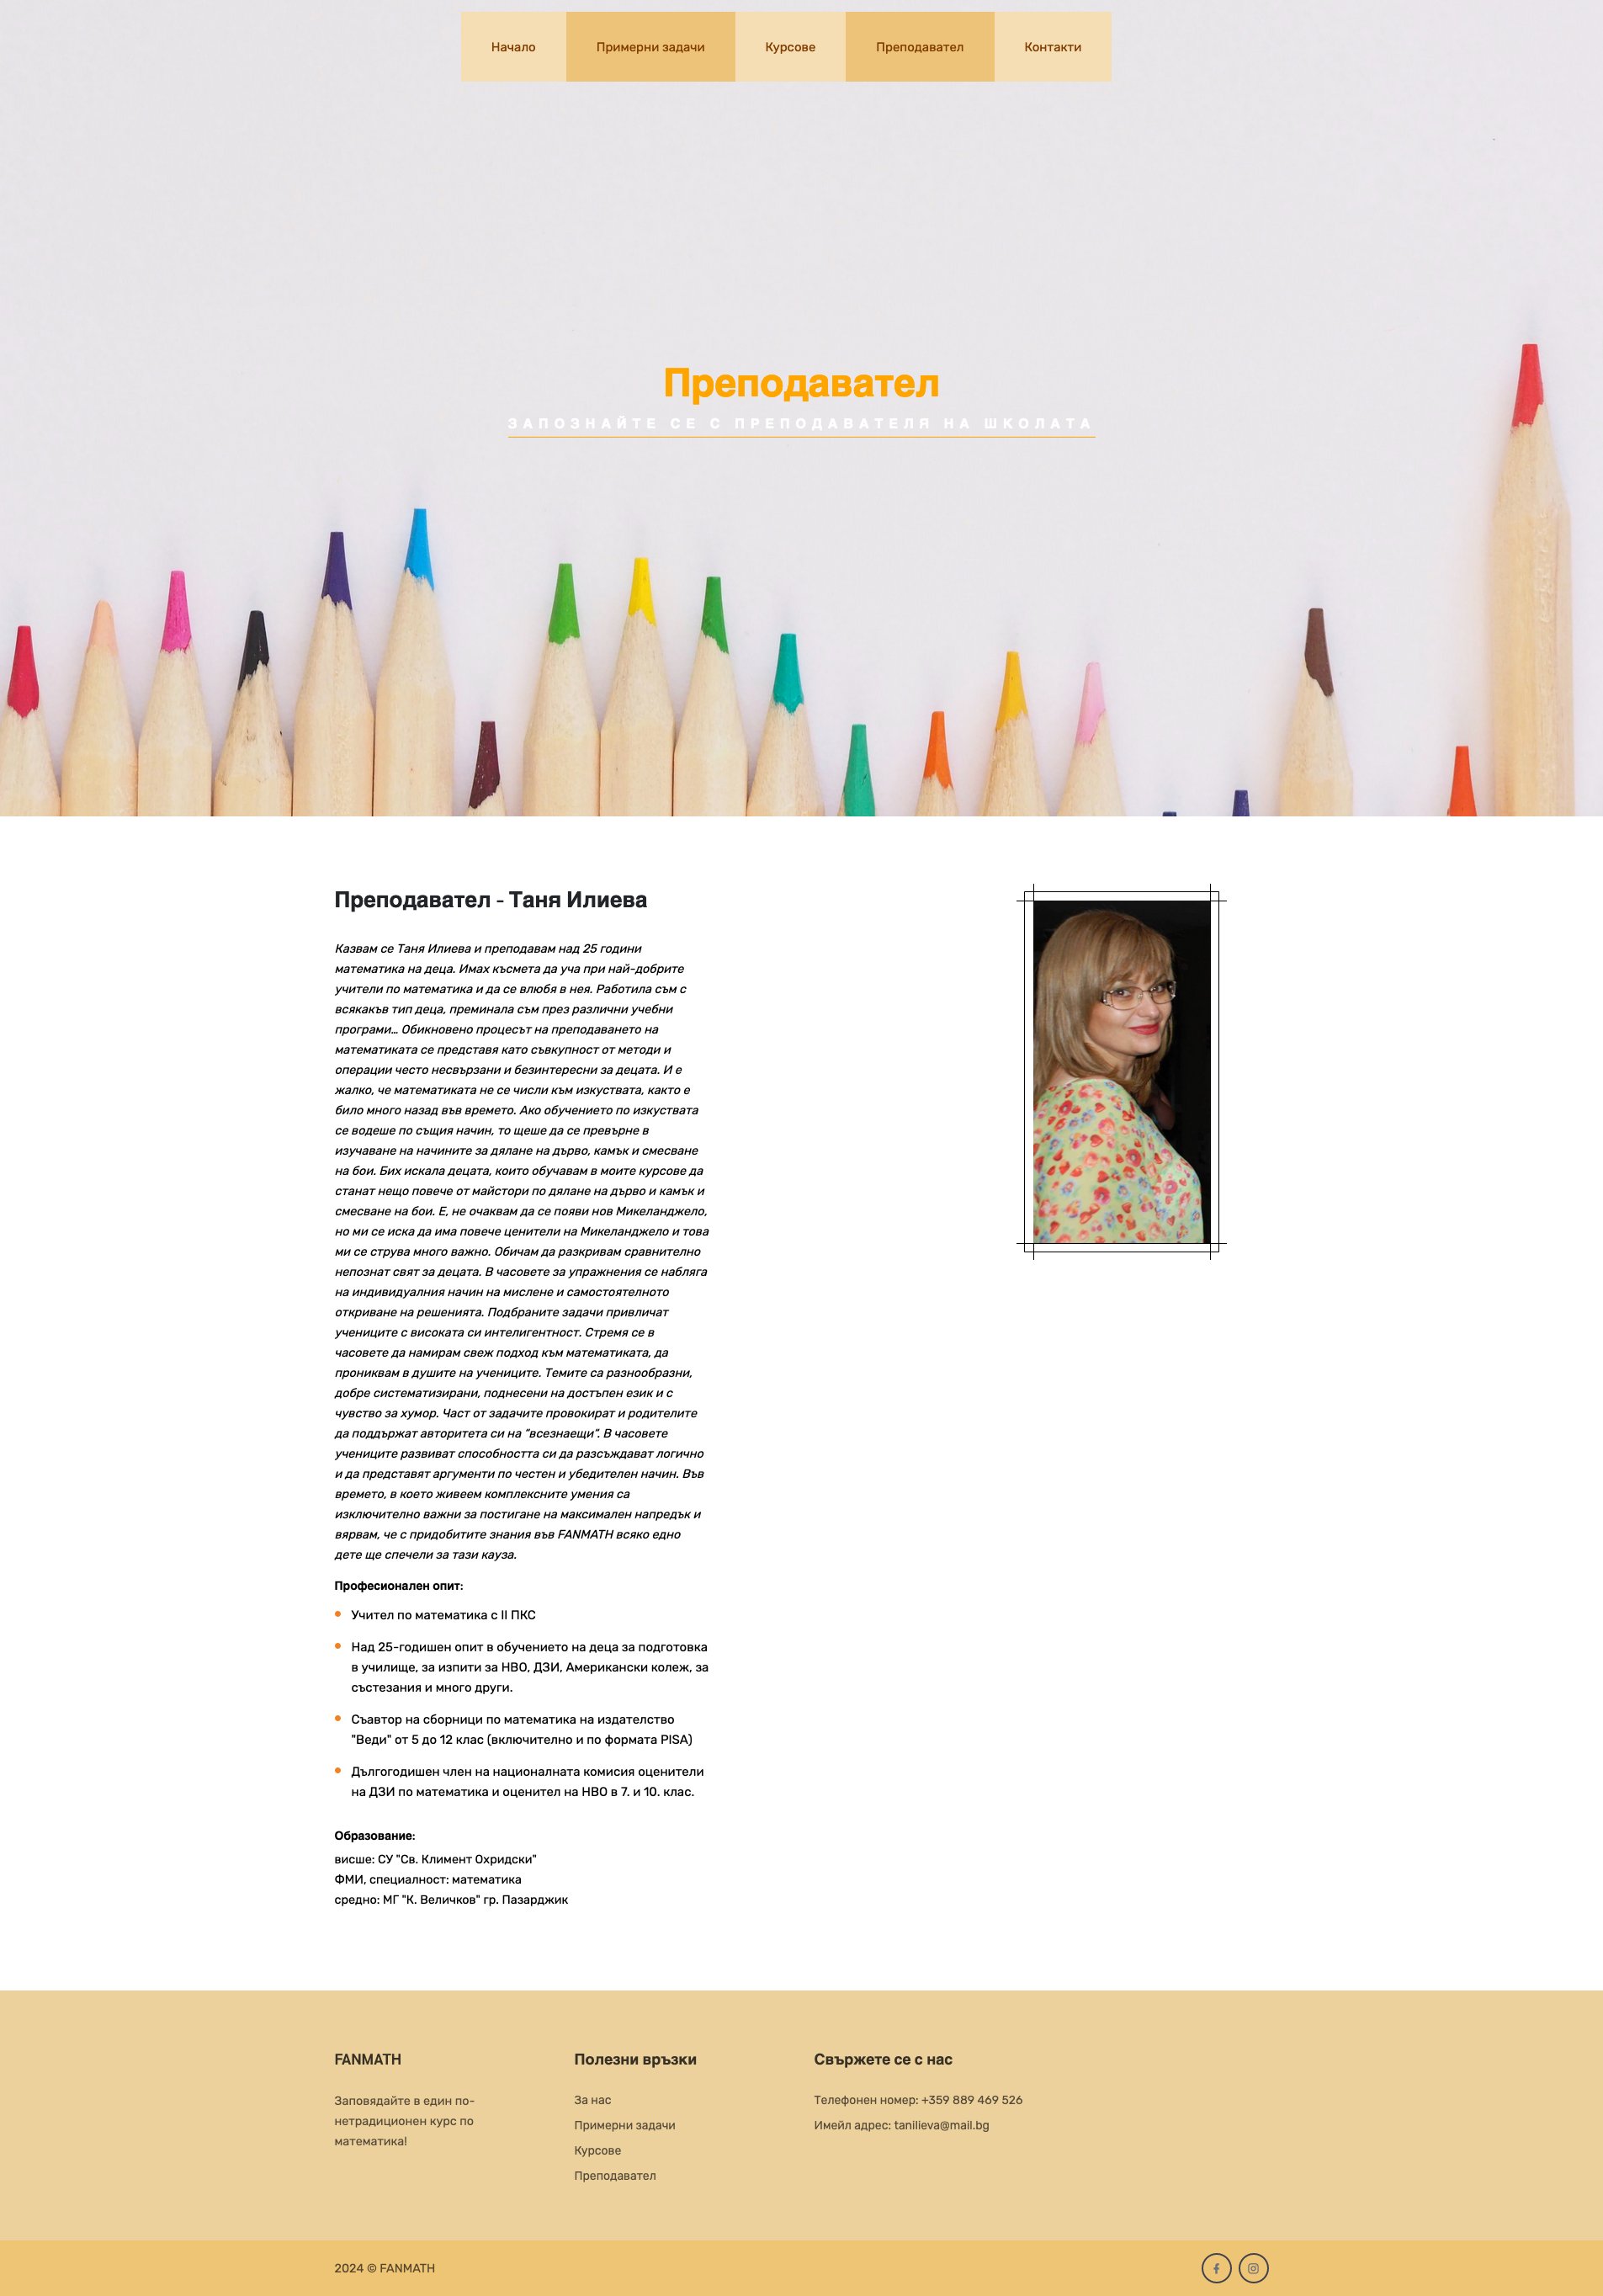 Начало
Примерни задачи
Курсове
Преподавател
Контакти
Преподавател
ЗАПОЗНАЙТЕ СЕ С ПРЕПОДАВАТЕЛЯ НА ШКОЛАТА
Преподавател - Таня Илиева
Казвам се Таня Илиева и преподавам над 25 години
математика на деца. Имах късмета да уча при най-добрите
учители по математика и да се влюбя в нея. Работила съм с
всякакъв тип деца, преминала съм през различни учебни
програми… Обикновено процесът на преподаването на
математиката се представя като съвкупност от методи и
операции често несвързани и безинтересни за децата. И е
жалко, че математиката не се числи към изкуствата, както е
било много назад във времето. Ако обучението по изкуствата
се водеше по същия начин, то щеше да се превърне в
изучаване на начините за дялане на дърво, камък и смесване
на бои. Бих искала децата, които обучавам в моите курсове да
станат нещо повече от майстори по дялане на дърво и камък и
смесване на бои. Е, не очаквам да се появи нов Микеланджело,
но ми се иска да има повече ценители на Микеланджело и това
ми се струва много важно. Обичам да разкривам сравнително
непознат свят за децата. В часовете за упражнения се набляга
на индивидуалния начин на мислене и самостоятелното
откриване на решенията. Подбраните задачи привличат
учениците с високата си интелигентност. Стремя се в
часовете да намирам свеж подход към математиката, да
прониквам в душите на учениците. Темите са разнообразни,
добре систематизирани, поднесени на достъпен език и с
чувство за хумор. Част от задачите провокират и родителите
да поддържат авторитета си на “всезнаещи”. В часовете
учениците развиват способността си да разсъждават логично
и да представят аргументи по честен и убедителен начин. Във
времето, в което живеем комплексните умения са
изключително важни за постигане на максимален напредък и
вярвам, че с придобитите знания във FANMATH всяко едно
дете ще спечели за тази кауза.
Професионален опит:
Учител по математика с II ПКС
Над 25-годишен опит в обучението на деца за подготовка
в училище, за изпити за НВО, ДЗИ, Американски колеж, за
състезания и много други.
Съавтор на сборници по математика на издателство
"Веди" от 5 до 12 клас (включително и по формата PISA)
Дългогодишен член на националната комисия оценители
на ДЗИ по математика и оценител на НВО в 7. и 10. клас.
Образование:
висше: СУ "Св. Климент Охридски"
ФМИ, специалност: математика
средно: МГ "К. Величков" гр. Пазарджик
FANMATH
Заповядайте в един по-
нетрадиционен курс по
математика!
Полезни връзки
За нас
Примерни задачи
Курсове
Преподавател
Свържете се с нас
Телефонен номер: +359 889 469 526
Имейл адрес: tanilieva@mail.bg
2024 © FANMATH